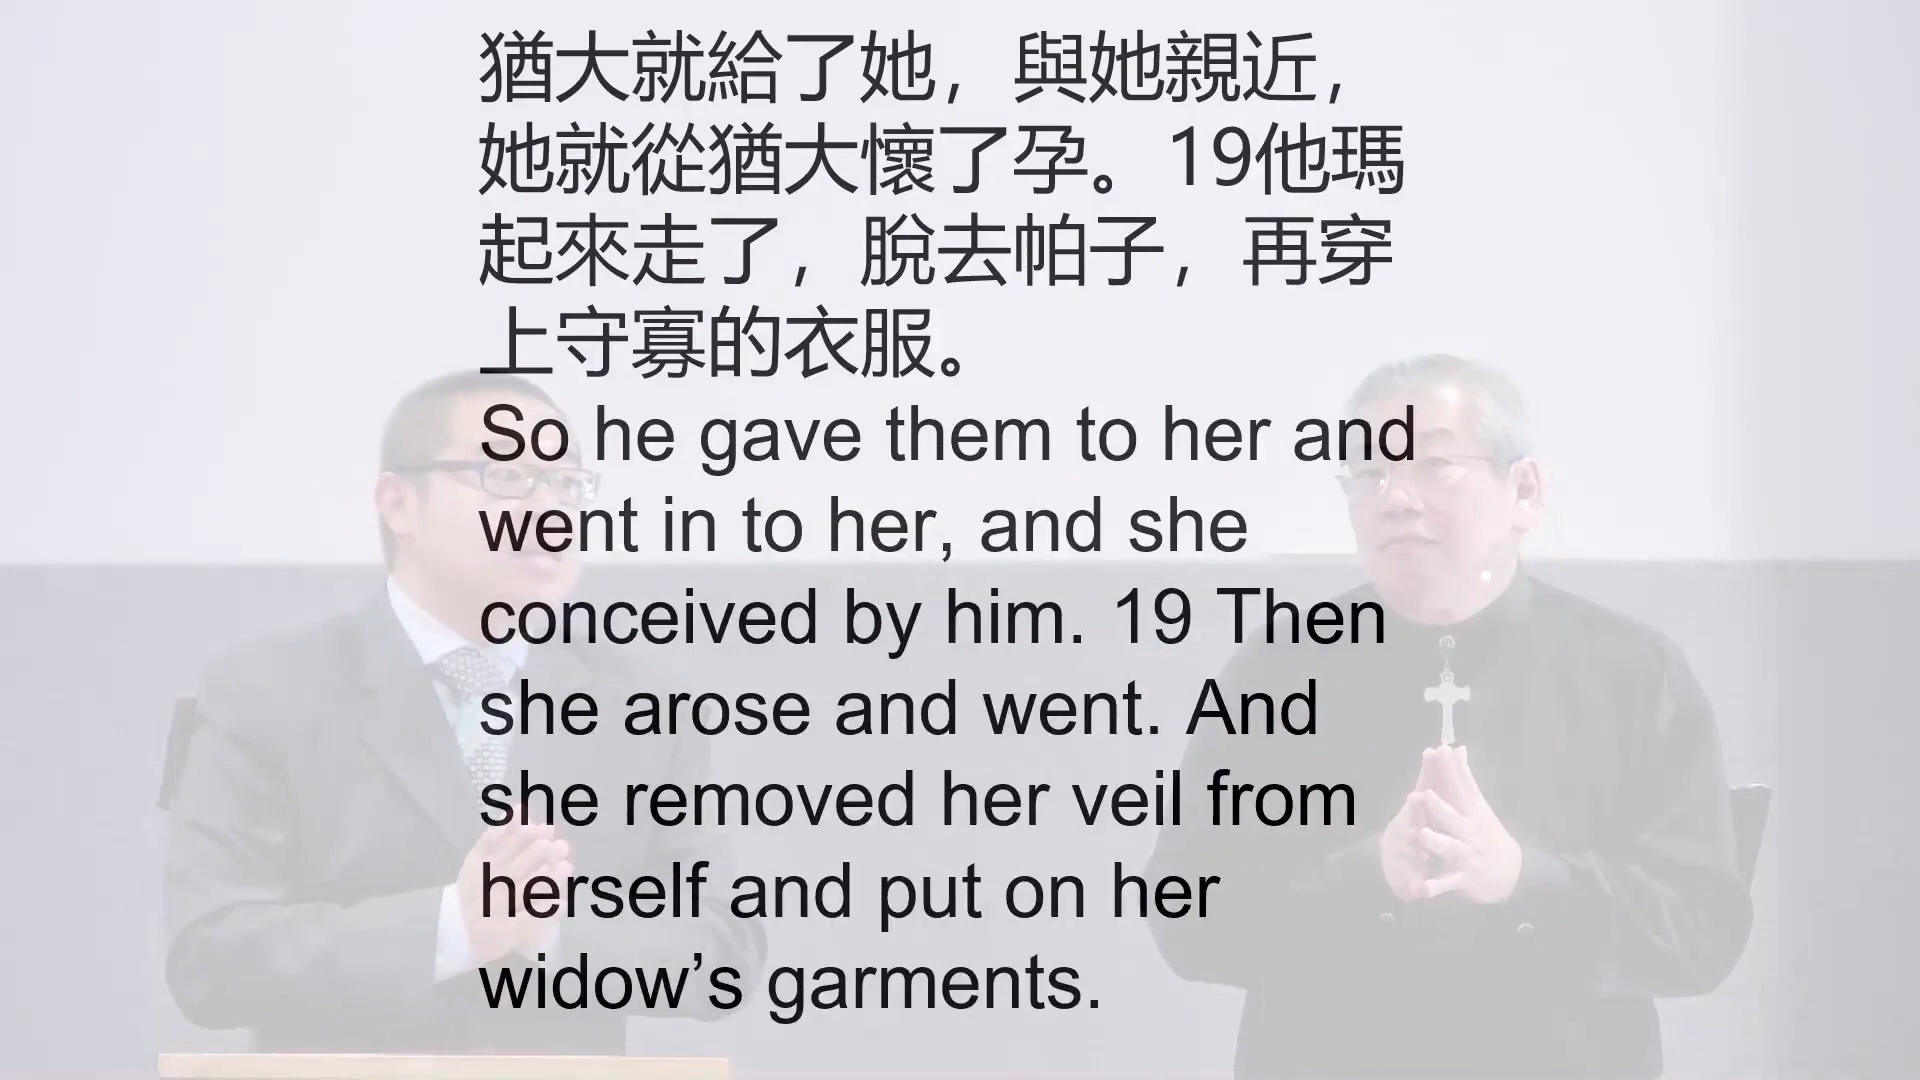 猶大就給了她，與她親近，
她就從猶大懷了孕。19他瑪
起來走了，脫去帕子，再穿
上守寡的衣服。
So he gave them to her and
went in to her, and she
conceived by him. 19 Then
she arose and went. And
she removed her veil from
herself and put on her
widow’s garments.